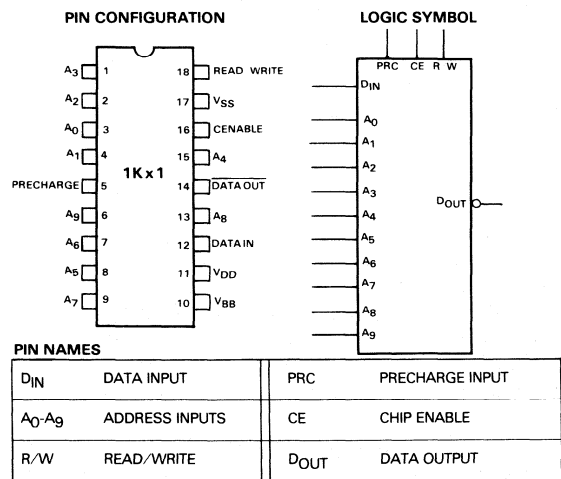 PIN CONFIGURATION
A3 1
A2 2
A0 3
A1 4
PRECHARGE 5
A9 6
A6 7
A5 8
A7 9
1K x 1
18 READ WRITE
17 VSS
16 CENABLE
15 A4
14 DATA OUT
13 A8
12 DATA IN
11 VDD
10 VBB
LOGIC SYMBOL
PRC CE R W
DIN
A0
A1
A2
A3
A4
A5
A6
A7
A8
A9
DOUT
PIN NAMES
DIN DATA INPUT PRC PRECHARGE INPUT
A0-A9 ADDRESS INPUTS CE CHIP ENABLE
R/W READ/WRITE DOUT DATA OUTPUT